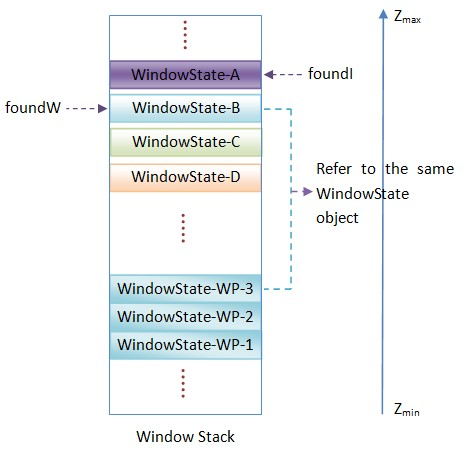 Zmax
WindowState-A
foundI
foundW
WindowState-B
WindowState-C
WindowState-D
Refer to the same
WindowState
object
WindowState-WP-3
WindowState-WP-2
WindowState-WP-1
Zmin
Window Stack